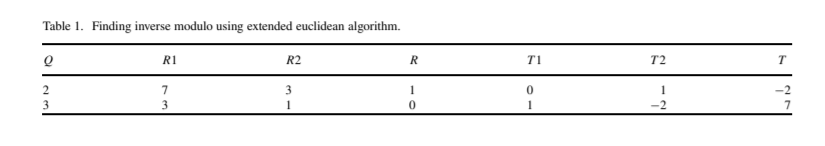 Table 1. Finding inverse modulo using extended euclidean algorithm.
Q R1 R2 R T1 T2 T
2 7 3 1 0 1 −2
3 3 1 0 1 −2 7